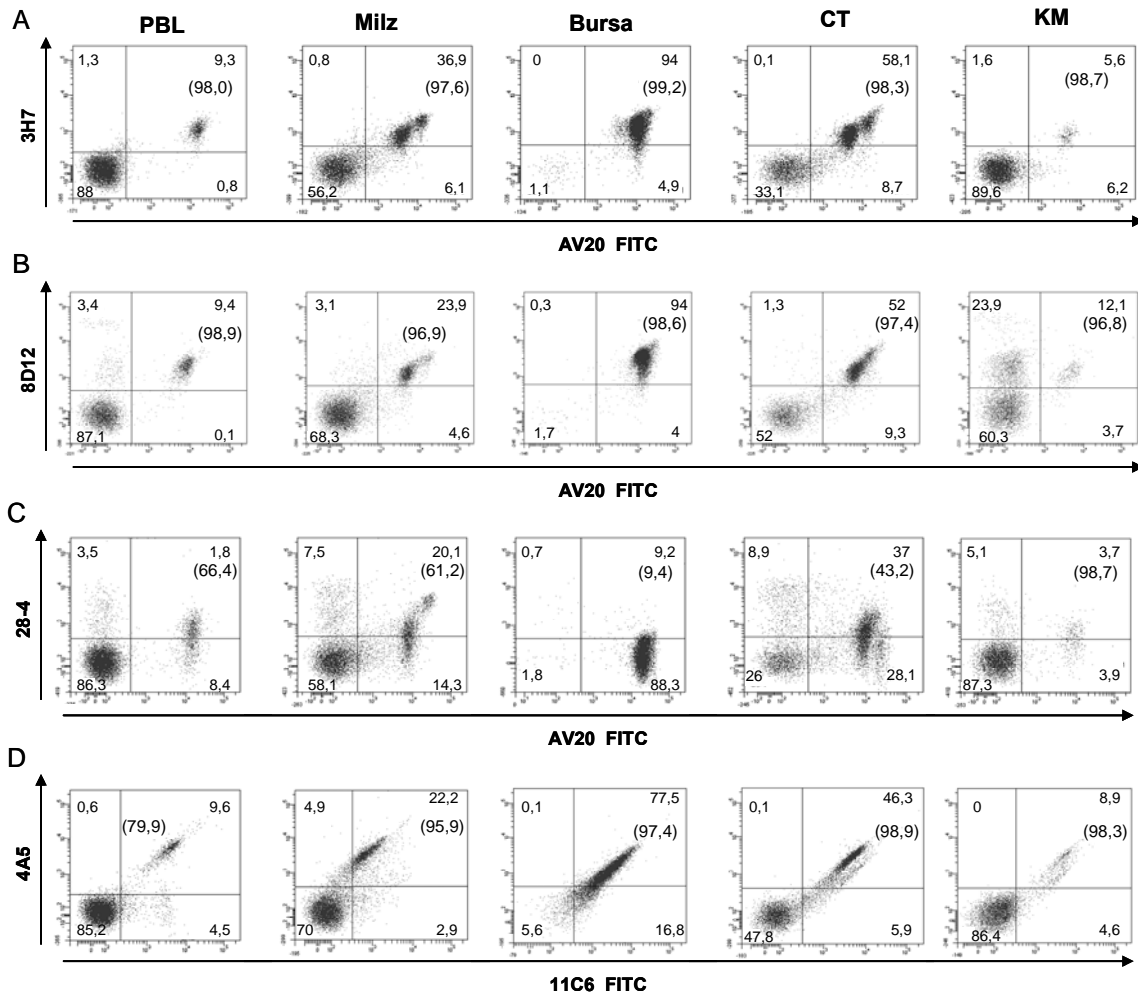 A
PBL Milz Bursa CT KM
1,3 9,3 0,8 36,9 0 94 0,1 58,1 1,6 5,6
(98,0) (97,6) (99,2) (98,3) (98,7)
3H7
88 0,8 56,2 6,1 1,1 4,9 33,1 8,7 89,6 6,2
AV20 FITC
B
3,4 9,4 3,1 23,9 0,3 94 1,3 52 23,9 12,1
(98,9) (96,9) (98,6) (97,4) (96,8)
8D12
87,1 0,1 68,3 4,6 1,7 4 52 9,3 60,3 3,7
AV20 FITC
C
3,5 1,8 7,5 20,1 0,7 9,2 8,9 37 5,1 3,7
(66,4) (61,2) (9,4) (43,2) (98,7)
28-4
86,3 8,4 58,1 14,3 1,8 88,3 26 28,1 87,3 3,9
AV20 FITC
D
0,6 9,6 4,9 22,2 0,1 77,5 0,1 46,3 0 8,9
(79,9) (95,9) (97,4) (98,9) (98,3)
4A5
85,2 4,5 70 2,9 5,6 16,8 47,8 5,9 86,4 4,6
11C6 FITC